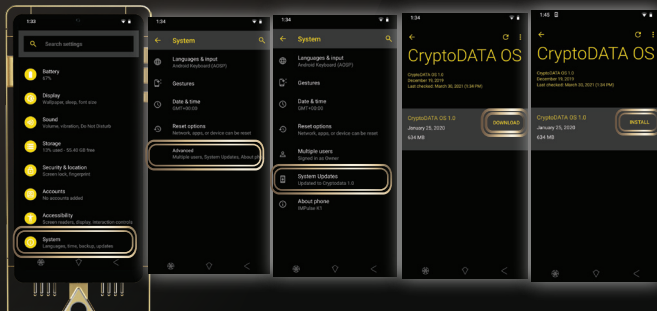 1:33
Search settings
Battery
67%
Display
Wallpaper, sleep, font size
Sound
Volume, vibration, Do Not Disturb
Storage
Security & location
Screen lock, fingerprint
Accounts
No accounts added
Accessibility
Screen readers, display, interaction controls
System
Languages, time, backup, updates
1:34
System
Languages & input
Android Keyboard (AOSP)
Gestures
Date & time
GMT+00:00
Reset options
Network, apps, or device can be reset
Advanced
Multiple users, System Updates, About ph
1:34
System
Languages & input
Android Keyboard (AOSP)
Gestures
Date & time
GMT+00:00
Reset options
Network, apps, or device can be reset
Multiple users
Signed in as Owner
System Updates
Updated to Cryptodata 1.0
About phone
IMPulse K1
1:34
CryptoDATA OS
CryptoDATA OS 1.0
December 19, 2019
Last checked: March 30, 2021 (1:34 PM)
CryptoDATA OS 1.0
DOWNLOAD
January 25, 2020
634 MB
1:45
CryptoDATA OS
CryptoDATA OS 1.0
December 19, 2019
Last checked: March 30, 2021 (1:34 PM)
CryptoDATA OS 1.0
INSTALL
January 25, 2020
634 MB